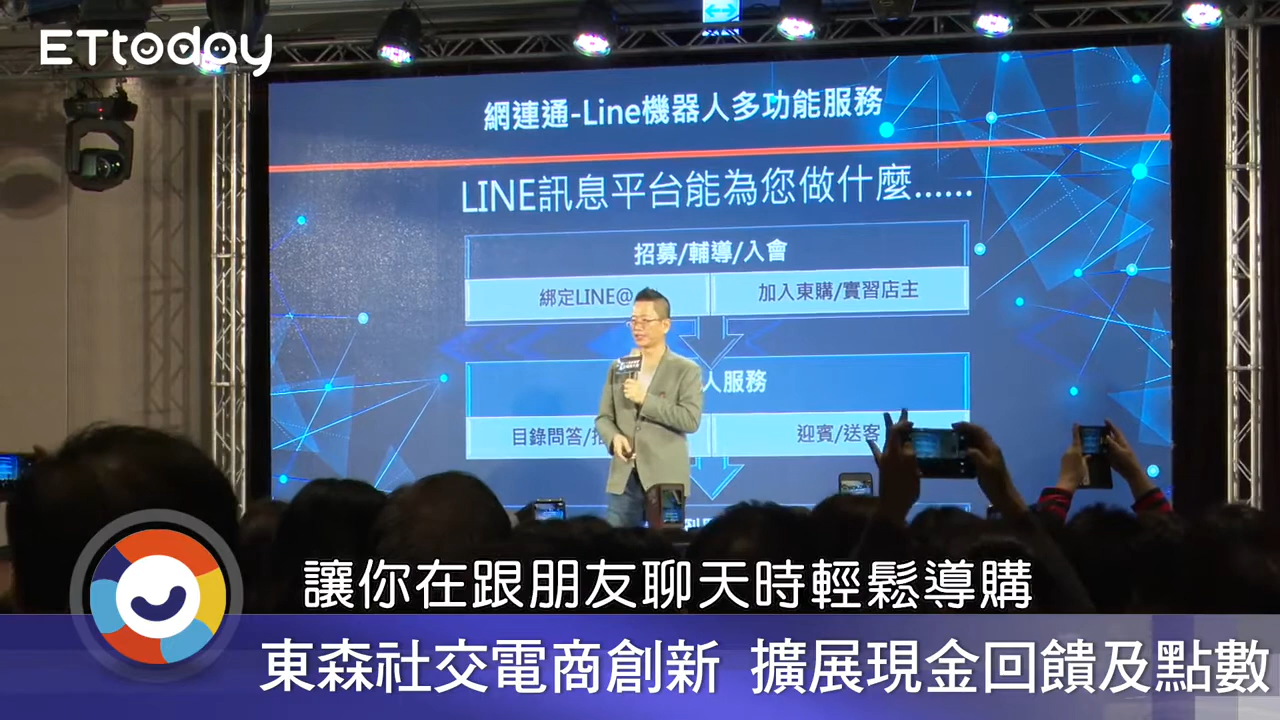 ETtoday
網連通-Line機器人多功能服務
LINE訊息平台能為您做什麼......
招募/輔導/入會
綁定LINE@
加入東購/實習店主
人服務
目錄問答/
迎賓/送客
讓你在跟朋友聊天時輕鬆導購
東森社交電商創新 擴展現金回饋及點數